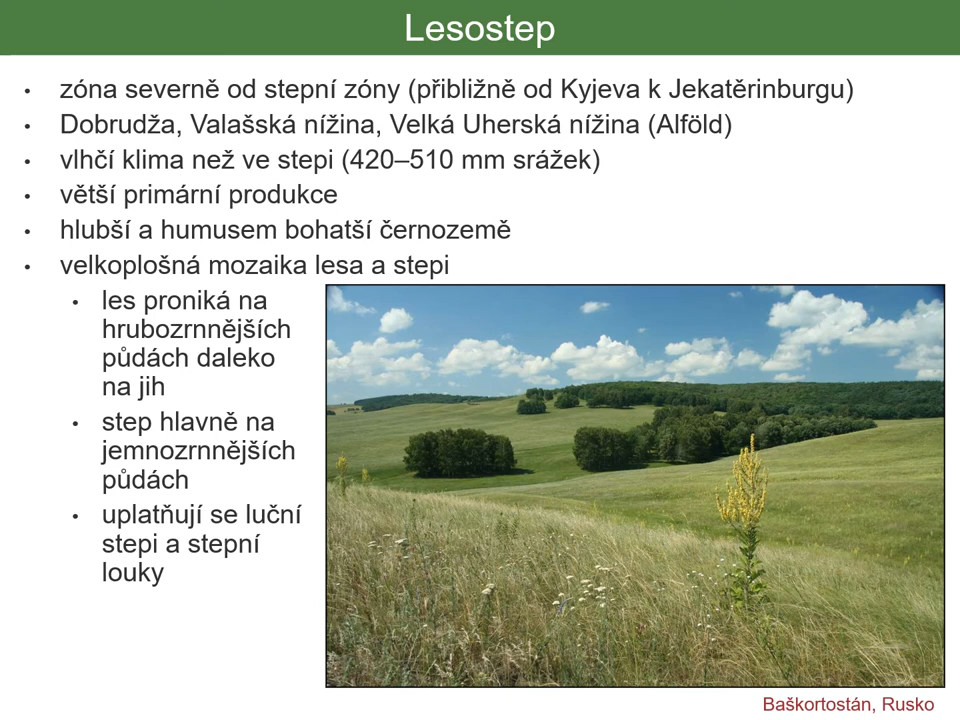 Lesostep
• zóna severně od stepní zóny (přibližně od Kyjeva k Jekatěrinburgu)
• Dobrudža, Valašská nížina, Velká Uherská nížina (Alföld)
• vlhčí klima než ve stepi (420–510 mm srážek)
• větší primární produkce
• hlubší a humusem bohatší černozemě
• velkoplošná mozaika lesa a stepi
• les proniká na
hrubozrnnějších
půdách daleko
na jih
• step hlavně na
jemnozrnnějších
půdách
• uplatňují se luční
stepi a stepní
louky
Baškortostán, Rusko